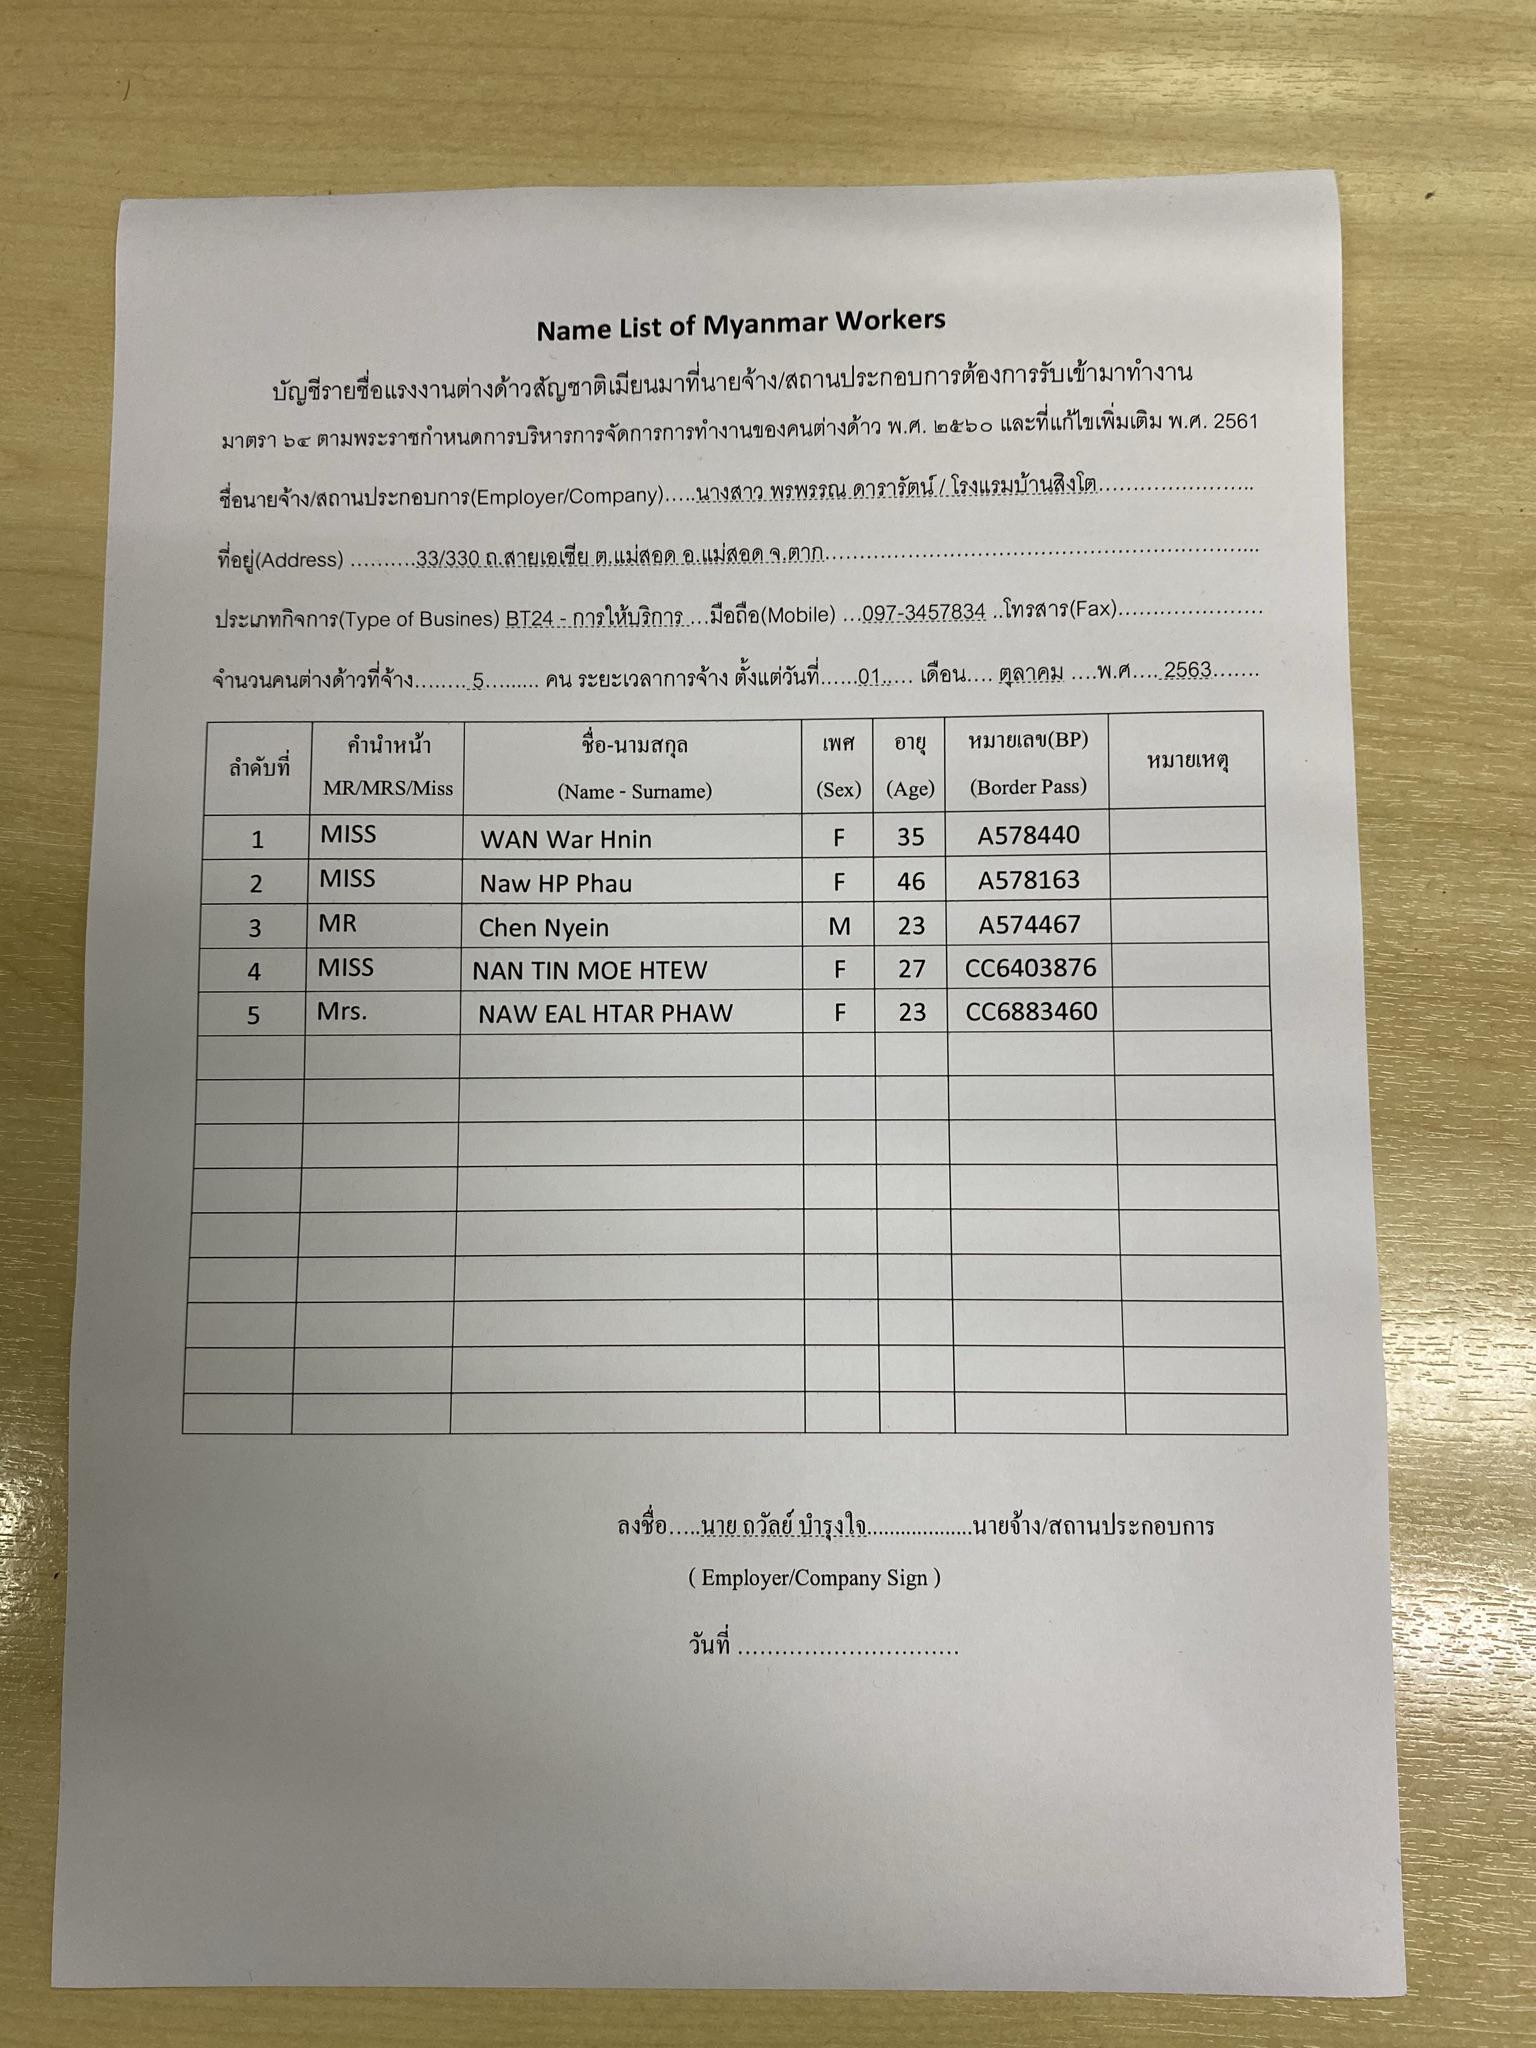 Name List of Myanmar Workers
บัญชีรายชื่อแรงงานต่างด้าวสัญชาติเมียนมาที่นายจ้าง/สถานประกอบการต้องการรับเข้ามาทำงาน
มาตรา ๖๔ ตามพระราชกำหนดการบริหารการจัดการการทำงานของคนต่างด้าว พ.ศ. ๒๕๖๐ และที่แก้ไขเพิ่มเติม พ.ศ. 2561
ชื่อนายจ้าง/สถานประกอบการ(Employer/Company).....นางสาว พรพรรณ ดารารัตน์ / โรงแรมบ้านสิงโต.......................
ที่อยู่(Address) ..........33/330 ถ.สายเอเซีย ต.แม่สอด อ.แม่สอด จ.ตาก...............................................................
ประเภทกิจการ(Type of Busines) BT24 - การให้บริการ ...มือถือ(Mobile) ...097-3457834 ..โทรสาร(Fax).....................
จำนวนคนต่างด้าวที่จ้าง........5........ คน ระยะเวลาการจ้าง ตั้งแต่วันที่......01..... เดือน.... ตุลาคม ....พ.ศ.... 2563.......
ลำดับที่ คำนำหน้า MR/MRS/Miss ชื่อ-นามสกุล (Name - Surname) เพศ (Sex) อายุ (Age) หมายเลข(BP) (Border Pass) หมายเหตุ
1 MISS WAN War Hnin F 35 A578440
2 MISS Naw HP Phau F 46 A578163
3 MR Chen Nyein M 23 A574467
4 MISS NAN TIN MOE HTEW F 27 CC6403876
5 Mrs. NAW EAL HTAR PHAW F 23 CC6883460
ลงชื่อ.....นาย ถวัลย์ บำรุงใจ...................นายจ้าง/สถานประกอบการ
( Employer/Company Sign )
วันที่ ..............................